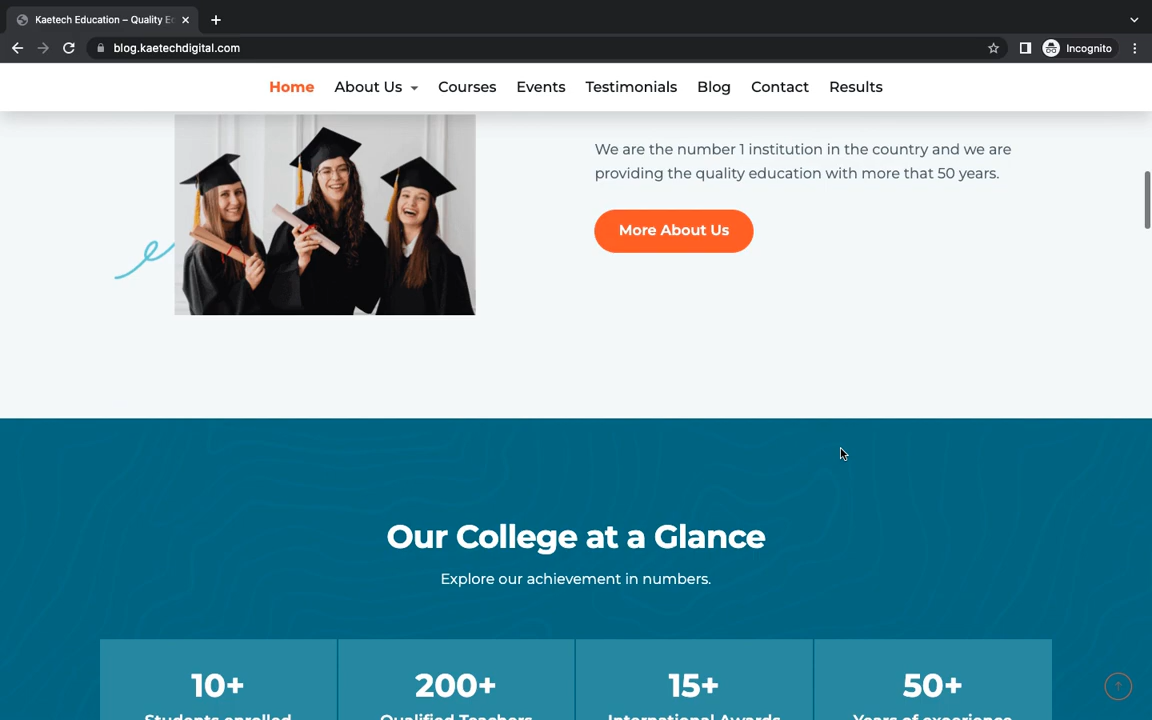 Kaetech Education – Quality E
blog.kaetechdigital.com
Incognito
Home About Us Courses Events Testimonials Blog Contact Results
We are the number 1 institution in the country and we are
providing the quality education with more that 50 years.
More About Us
Our College at a Glance
Explore our achievement in numbers.
10+ 200+ 15+ 50+
Students enrolled Qualified Teachers International Awards Years of experience